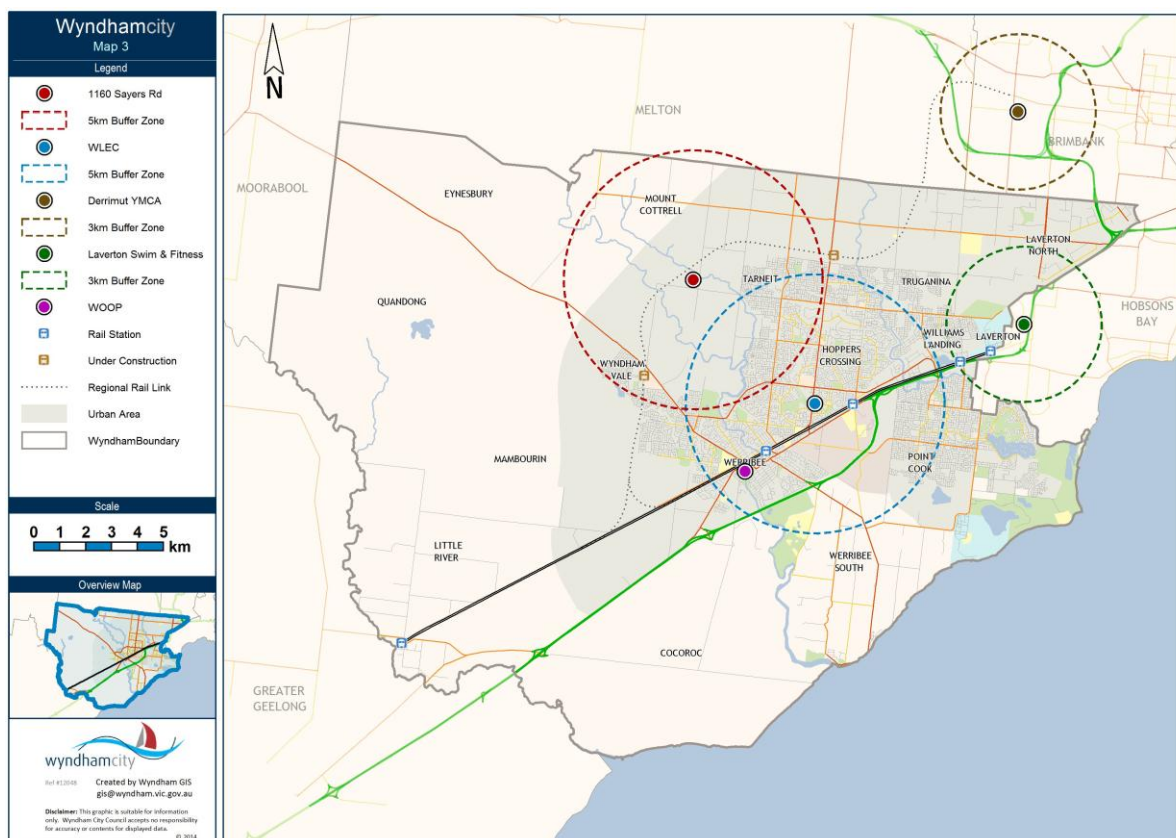 Wyndhamcity
Map 3
Legend
1160 Sayers Rd
5km Buffer Zone
WLEC
5km Buffer Zone
Derrimut YMCA
3km Buffer Zone
Laverton Swim & Fitness
3km Buffer Zone
WOOP
Rail Station
Under Construction
Regional Rail Link
Urban Area
WyndhamBoundary
Scale
0 1 2 3 4 5
km
Overview Map
wyndhamcity
Ref #12048
Created by Wyndham GIS
gis@wyndham.vic.gov.au
Disclaimer: This graphic is suitable for information
only. Wyndham City Council accepts no responsibility
for accuracy or contents for displayed data.
© 2014
N
MELTON
BRIMBANK
MOORABOOL
EYNESBURY
MOUNT
COTTRELL
LAVERTON
NORTH
TARNEIT
TRUGANINA
QUANDONG
HOBSONS
BAY
WILLIAMS
LANDING
LAVERTON
HOPPERS
CROSSING
WYNDHAM
VALE
MAMBOURIN
WERRIBEE
POINT
COOK
LITTLE
RIVER
WERRIBEE
SOUTH
COCOROC
GREATER
GEELONG